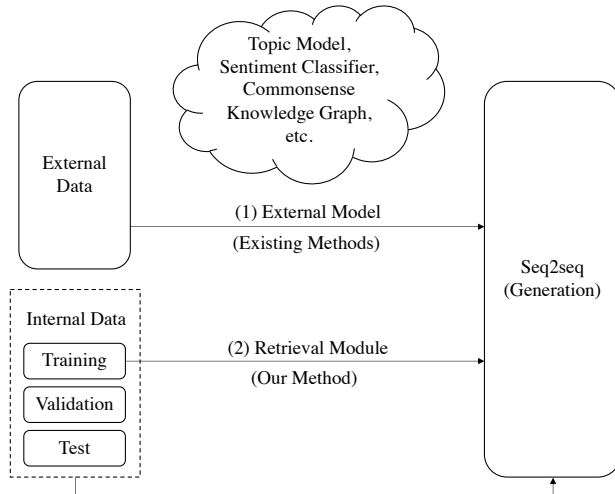 Topic Model,
Sentiment Classifier,
Commonsense
Knowledge Graph,
etc.
External
Data
(1) External Model
(Existing Methods)
Seq2seq
(Generation)
Internal Data
Training
Validation
Test
(2) Retrieval Module
(Our Method)